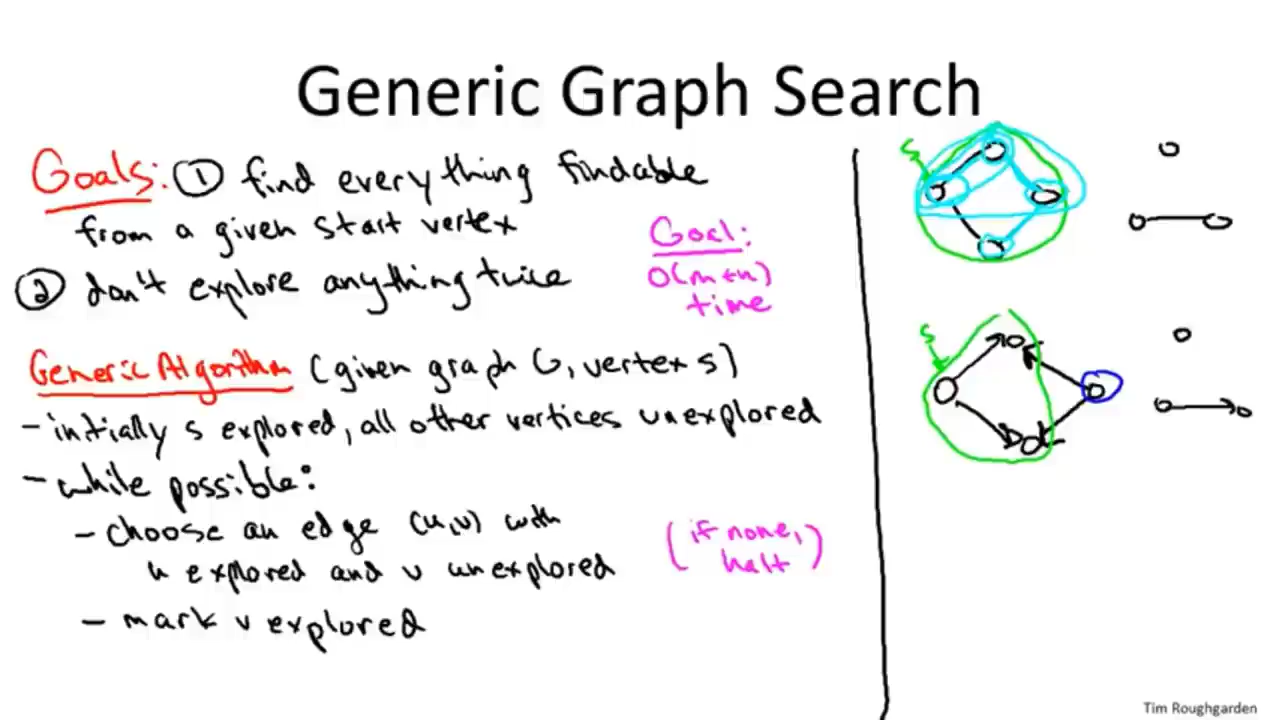 Generic Graph Search
Goals: ① find everything findable
from a given start vertex
② don't explore anything twice
Goal:
O(m+n)
time
Generic Algorithm (given graph G, vertex s)
- initially s explored, all other vertices unexplored
- while possible:
- choose an edge (u,v) with
u explored and v unexplored
(if none,
halt)
- mark v explored
S
S
Tim Roughgarden